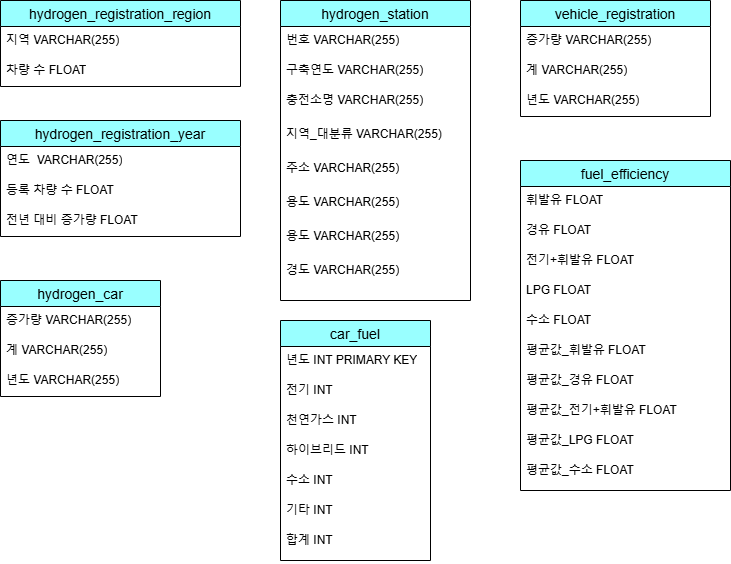 hydrogen_registration_region
지역 VARCHAR(255)
차량 수 FLOAT
hydrogen_registration_year
연도  VARCHAR(255)
등록 차량 수 FLOAT
전년 대비 증가량 FLOAT
hydrogen_car
증가량 VARCHAR(255)
계 VARCHAR(255)
년도 VARCHAR(255)
hydrogen_station
번호 VARCHAR(255)
구축연도 VARCHAR(255)
충전소명 VARCHAR(255)
지역_대분류 VARCHAR(255)
주소 VARCHAR(255)
용도 VARCHAR(255)
용도 VARCHAR(255)
경도 VARCHAR(255)
car_fuel
년도 INT PRIMARY KEY
전기 INT
천연가스 INT
하이브리드 INT
수소 INT
기타 INT
합계 INT
vehicle_registration
증가량 VARCHAR(255)
계 VARCHAR(255)
년도 VARCHAR(255)
fuel_efficiency
휘발유 FLOAT
경유 FLOAT
전기+휘발유 FLOAT
LPG FLOAT
수소 FLOAT
평균값_휘발유 FLOAT
평균값_경유 FLOAT
평균값_전기+휘발유 FLOAT
평균값_LPG FLOAT
평균값_수소 FLOAT